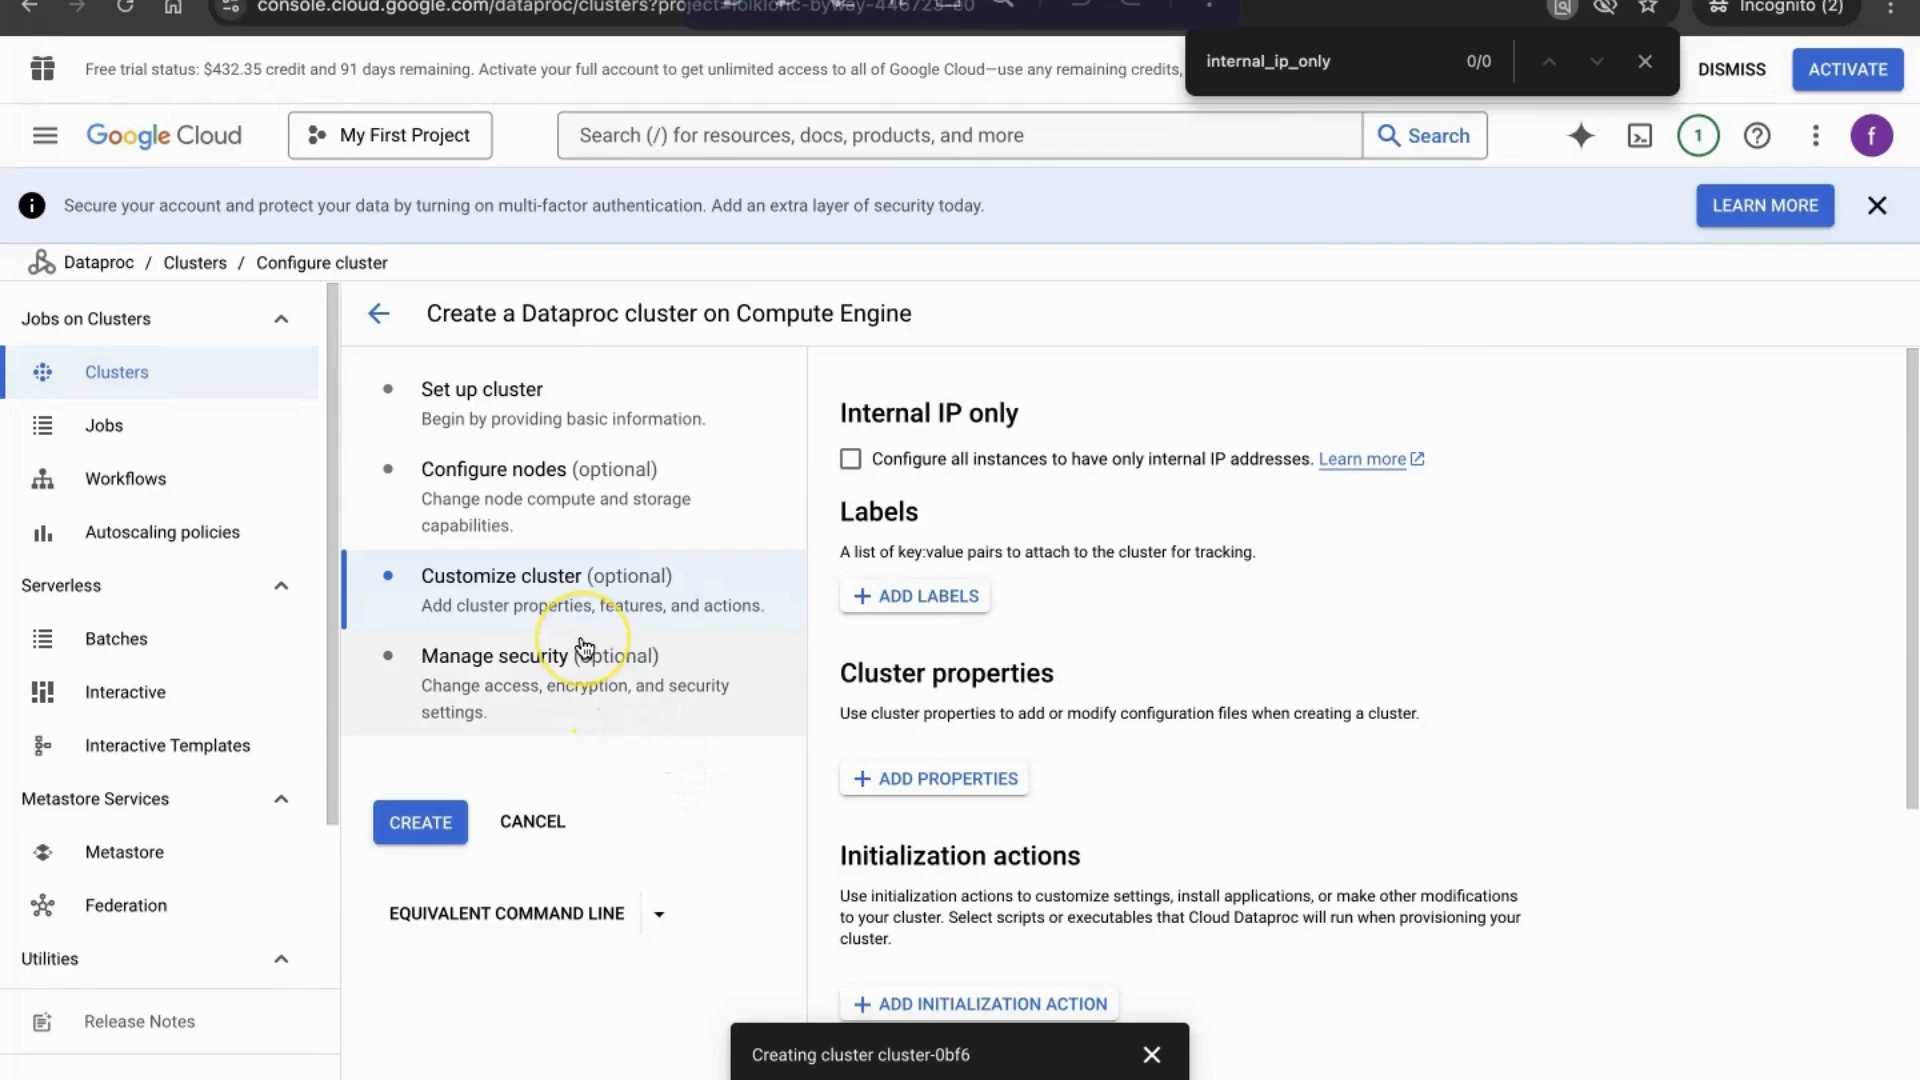 console.cloud.google.com/dataproc/clusters?project=folkloric-byway-446723-e0
Incognito (2)
internal_ip_only
0/0
Free trial status: $432.35 credit and 91 days remaining. Activate your full account to get unlimited access to all of Google Cloud—use any remaining credits,
DISMISS
ACTIVATE
Google Cloud
My First Project
Search (/) for resources, docs, products, and more
Search
1
f
Secure your account and protect your data by turning on multi-factor authentication. Add an extra layer of security today.
LEARN MORE
Dataproc / Clusters / Configure cluster
Jobs on Clusters
Clusters
Jobs
Workflows
Autoscaling policies
Serverless
Batches
Interactive
Interactive Templates
Metastore Services
Metastore
Federation
Utilities
Release Notes
Create a Dataproc cluster on Compute Engine
Set up cluster
Begin by providing basic information.
Configure nodes (optional)
Change node compute and storage
capabilities.
Customize cluster (optional)
Add cluster properties, features, and actions.
Manage security (optional)
Change access, encryption, and security
settings.
CREATE
CANCEL
EQUIVALENT COMMAND LINE
Internal IP only
Configure all instances to have only internal IP addresses. Learn more
Labels
A list of key:value pairs to attach to the cluster for tracking.
+ ADD LABELS
Cluster properties
Use cluster properties to add or modify configuration files when creating a cluster.
+ ADD PROPERTIES
Initialization actions
Use initialization actions to customize settings, install applications, or make other modifications
to your cluster. Select scripts or executables that Cloud Dataproc will run when provisioning your
cluster.
+ ADD INITIALIZATION ACTION
Creating cluster cluster-0bf6